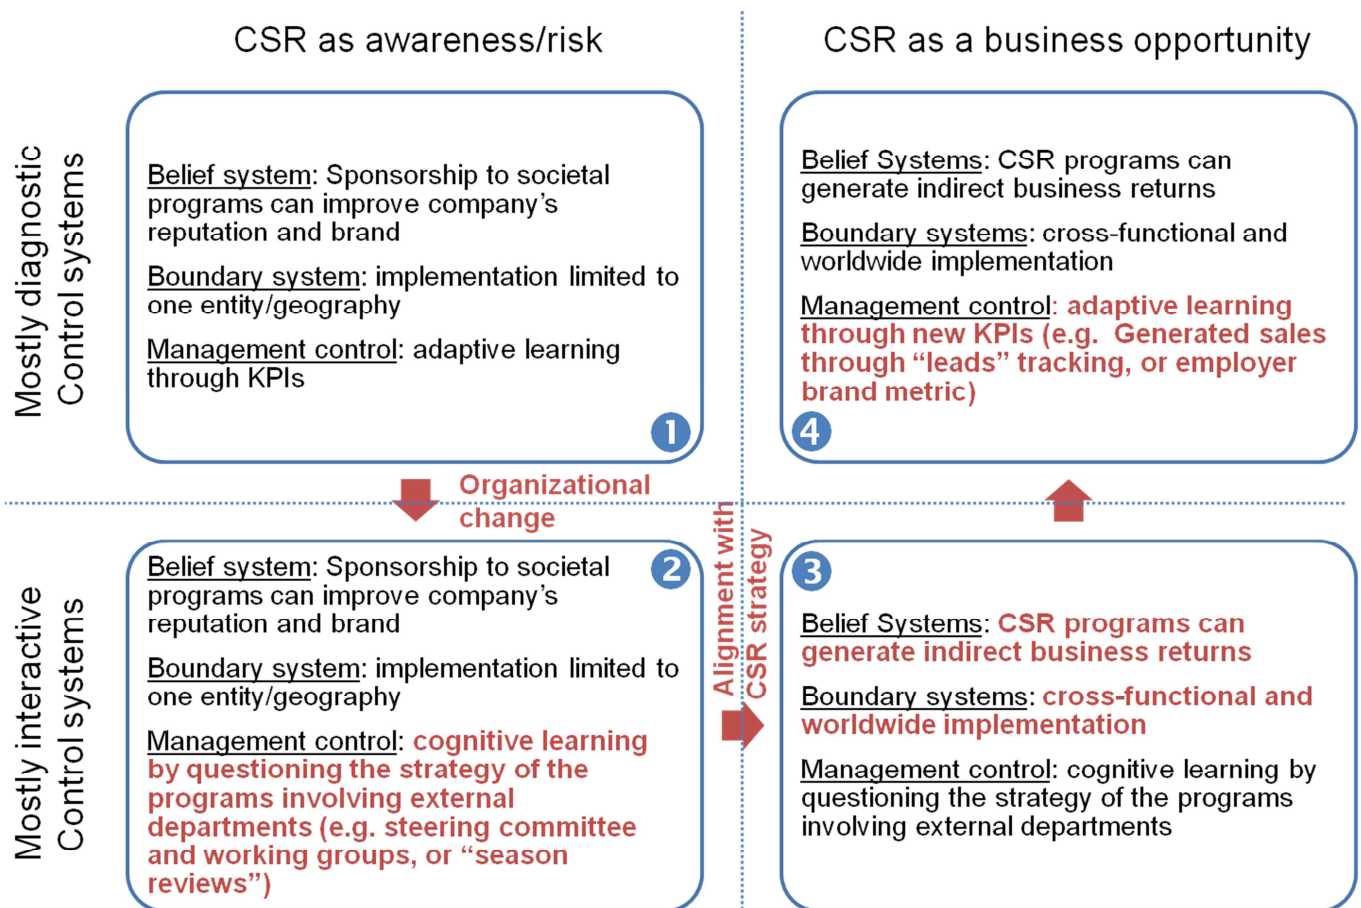 CSR as awareness/risk
CSR as a business opportunity
Mostly diagnostic
Control systems
Belief system: Sponsorship to societal
programs can improve company's
reputation and brand
Boundary system: implementation limited to
one entity/geography
Management control: adaptive learning
through KPIs
1
Belief Systems: CSR programs can
generate indirect business returns
Boundary systems: cross-functional and
worldwide implementation
Management control: adaptive learning
through new KPIs (e.g. Generated sales
through “leads” tracking, or employer
brand metric)
4
Organizational
change
Alignment with
CSR strategy
Mostly interactive
Control systems
2
Belief system: Sponsorship to societal
programs can improve company's
reputation and brand
Boundary system: implementation limited to
one entity/geography
Management control: cognitive learning
by questioning the strategy of the
programs involving external
departments (e.g. steering committee
and working groups, or “season
reviews”)
3
Belief Systems: CSR programs can
generate indirect business returns
Boundary systems: cross-functional and
worldwide implementation
Management control: cognitive learning by
questioning the strategy of the programs
involving external departments